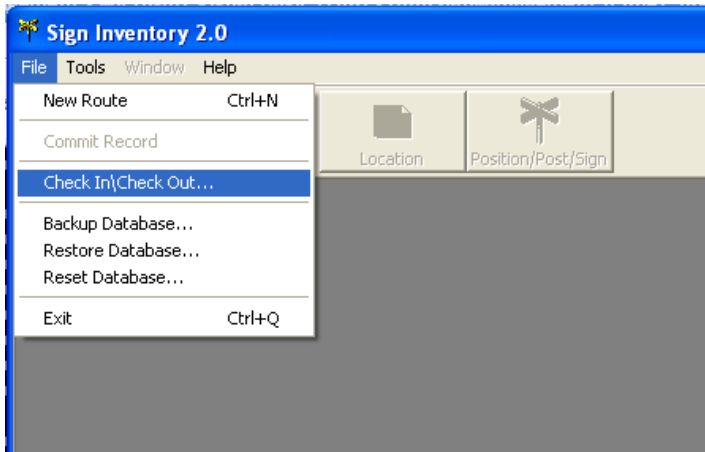 Sign Inventory 2.0
File Tools Window Help
New Route Ctrl+N
Commit Record
Check In\Check Out...
Backup Database...
Restore Database...
Reset Database...
Exit Ctrl+Q
Location
Position/Post/Sign